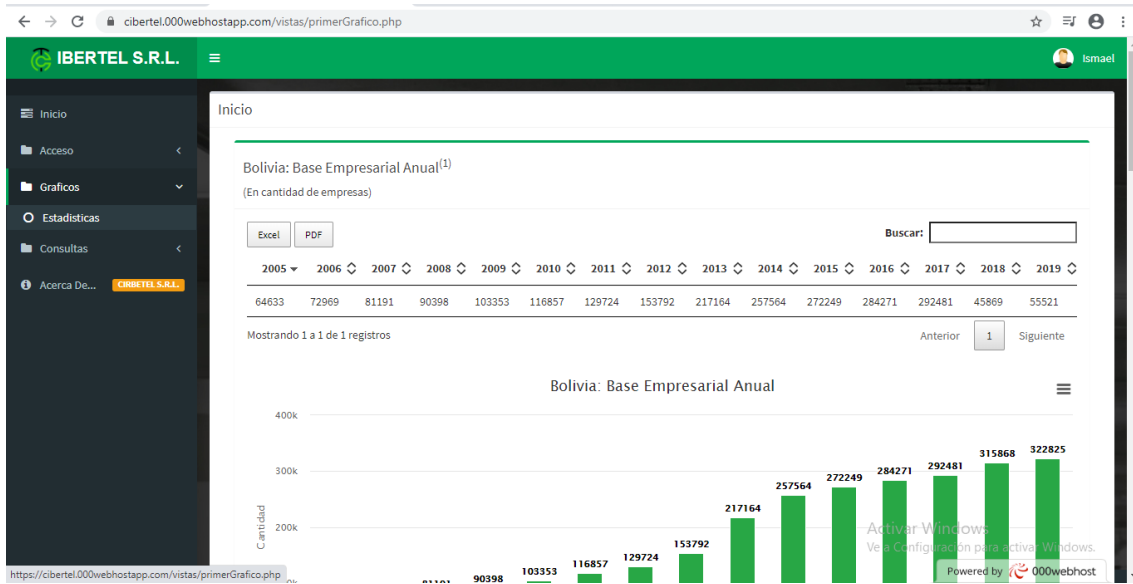 cibertel.000webhostapp.com/vistas/primerGrafico.php
IBERTEL S.R.L.
Ismael
Inicio
Acceso
Graficos
Estadisticas
Consultas
Acerca De... CIRBETEL S.R.L.
Inicio
Bolivia: Base Empresarial Anual(1)
(En cantidad de empresas)
Excel PDF Buscar:
2005 2006 2007 2008 2009 2010 2011 2012 2013 2014 2015 2016 2017 2018 2019
64633 72969 81191 90398 103353 116857 129724 153792 217164 257564 272249 284271 292481 45869 55521
Mostrando 1 a 1 de 1 registros Anterior 1 Siguiente
Bolivia: Base Empresarial Anual
400k
300k
200k
Cantidad
81191 90398 103353 116857 129724 153792 217164 257564 272249 284271 292481 315868 322825
Activar Windows
Ve a Configuración para activar Windows.
Powered by 000webhost
https://cibertel.000webhostapp.com/vistas/primerGrafico.php